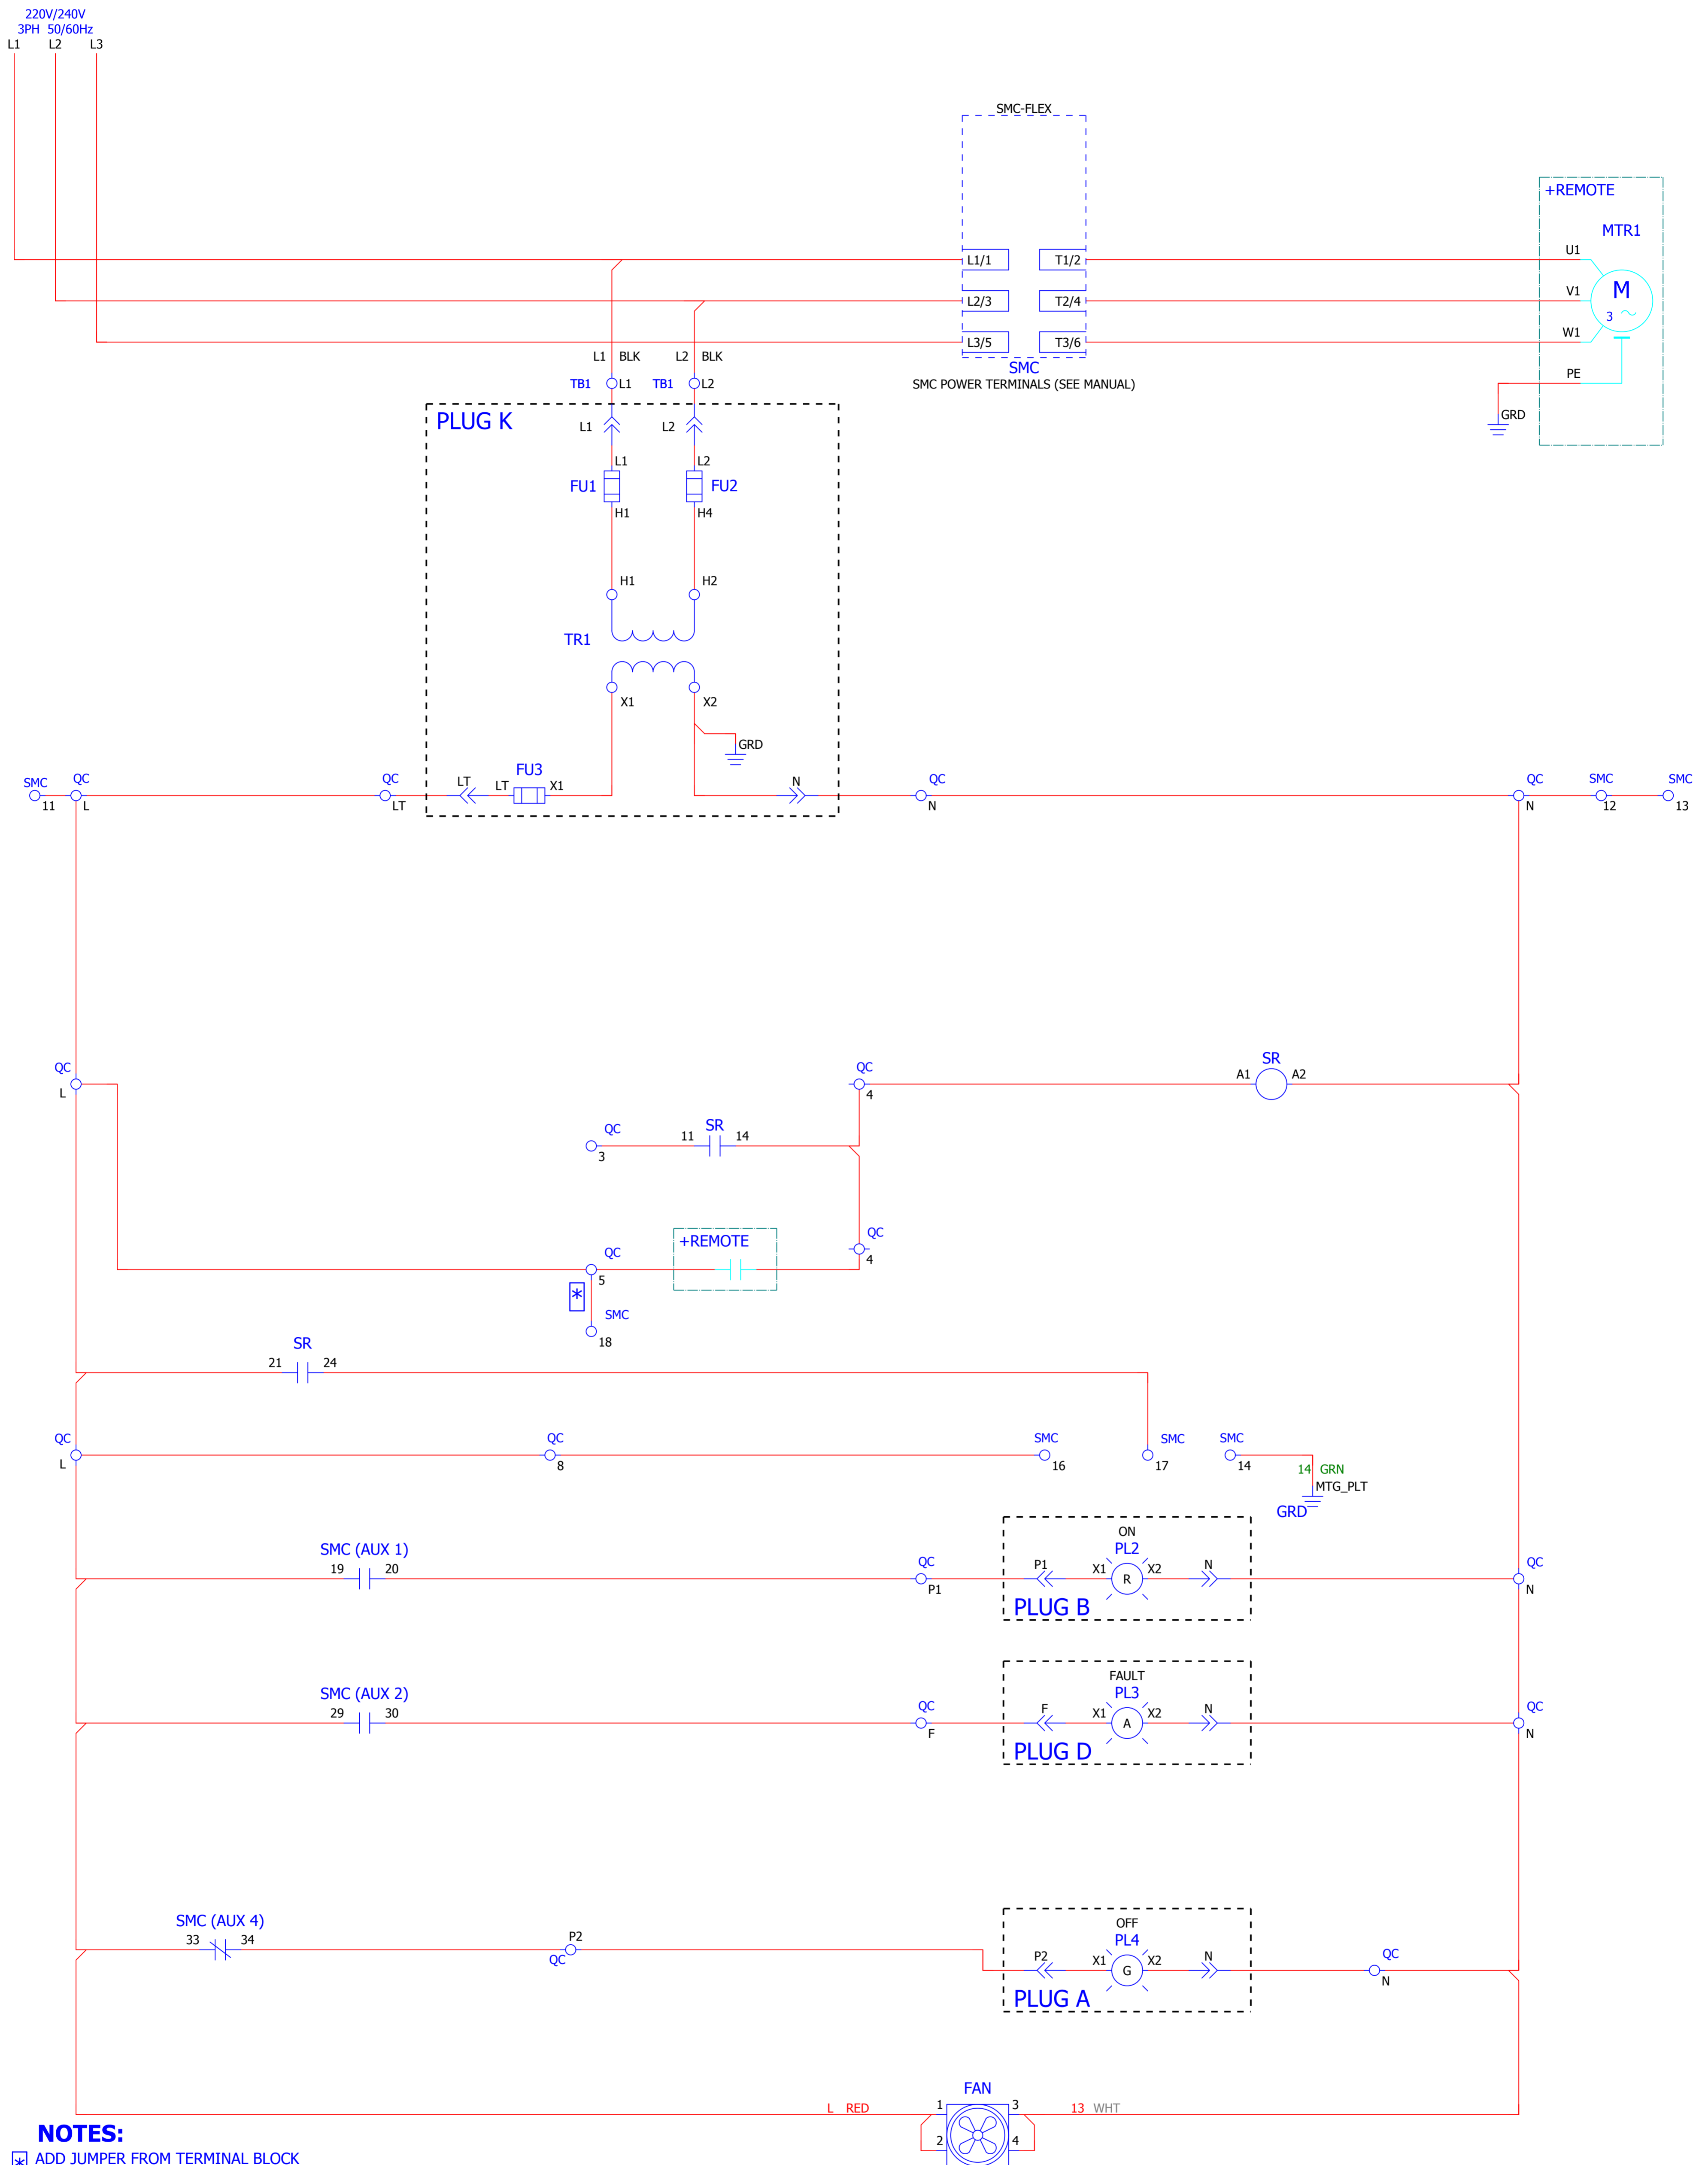 220V/240V
3PH 50/60Hz
L1 L2 L3
SMC-FLEX
+REMOTE
MTR1
L1/1 T1/2 U1
L2/3 T2/4 V1 M
3
L3/5 T3/6 W1
SMC
SMC POWER TERMINALS (SEE MANUAL)
PE
GRD
L1 BLK L2 BLK
TB1 L1 TB1 L2
PLUG K
L1 L2
L1 L2
FU1 FU2
H1 H4
H1 H2
TR1
X1 X2
GRD
FU3
SMC QC QC LT LT X1 N QC QC SMC SMC
11 L LT N N 12 13
QC QC SR
L 4 A1 A2
QC 11 SR 14
3
+REMOTE QC
QC 4
5
*
SMC
18
SR
21 24
QC QC SMC SMC SMC
L 8 16 17 14
14 GRN
MTG_PLT
GRD
ON
SMC (AUX 1) PL2
19 20 QC P1 X1 X2 N QC
P1 R N
PLUG B
FAULT
SMC (AUX 2) PL3
29 30 QC F X1 X2 N QC
F A N
PLUG D
OFF
SMC (AUX 4) PL4
33 34 P2 P2 X1 X2 N QC
QC G N
PLUG A
FAN
L RED 1 3 13 WHT
2 4
NOTES:
* ADD JUMPER FROM TERMINAL BLOCK